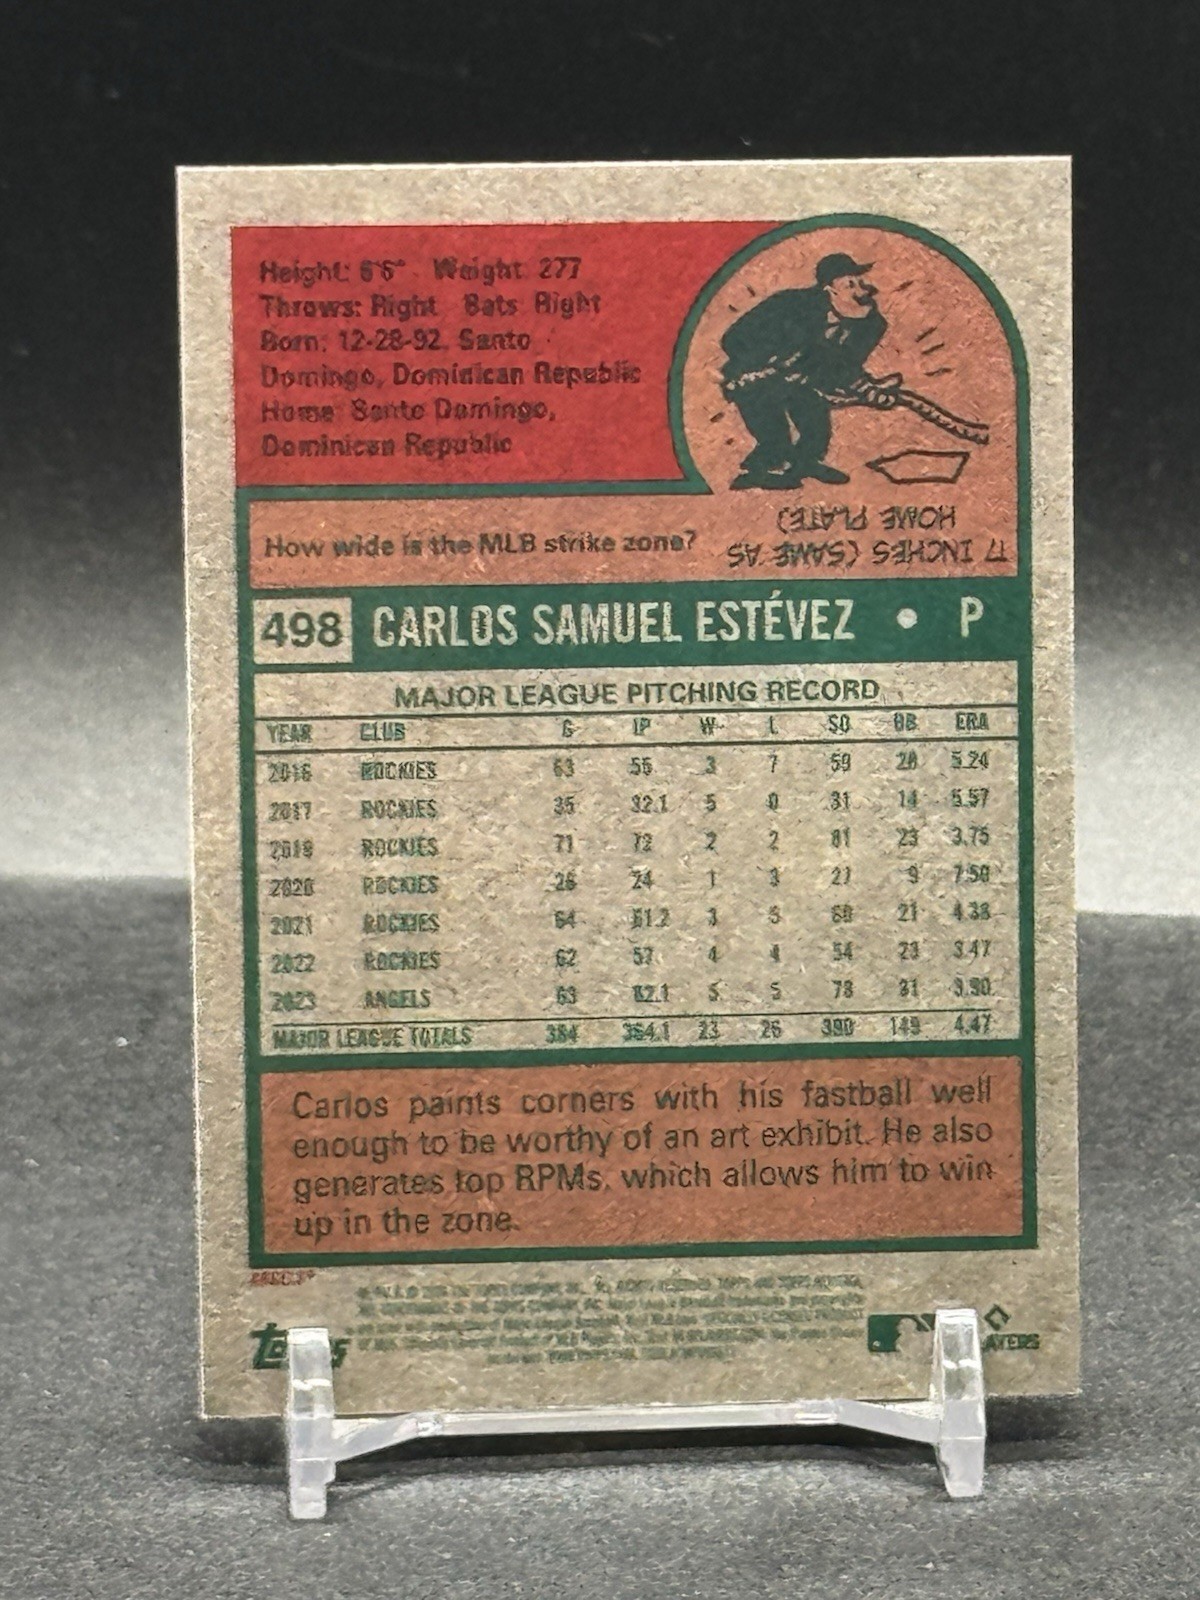 Height: 6'6" Weight: 277
Throws: Right Bats: Right
Born: 12-28-92, Santo
Domingo, Dominican Republic
Home: Santo Domingo,
Dominican Republic
How wide is the MLB strike zone?
17 INCHES (SAME AS
HOME PLATE)
498 CARLOS SAMUEL ESTÉVEZ • P
MAJOR LEAGUE PITCHING RECORD
YEAR CLUB G IP W L SO BB ERA
2016 ROCKIES 63 55 3 7 59 28 5.24
2017 ROCKIES 35 32.1 5 0 31 14 5.57
2019 ROCKIES 71 72 2 2 81 23 3.75
2020 ROCKIES 26 24 1 3 27 9 7.50
2021 ROCKIES 64 61.2 3 5 60 21 4.38
2022 ROCKIES 62 57 4 4 54 23 3.47
2023 ANGELS 63 62.1 5 5 78 31 3.90
MAJOR LEAGUE TOTALS 384 364.1 23 26 390 149 4.47
Carlos paints corners with his fastball well
enough to be worthy of an art exhibit. He also
generates top RPMs, which allows him to win
up in the zone.
topps